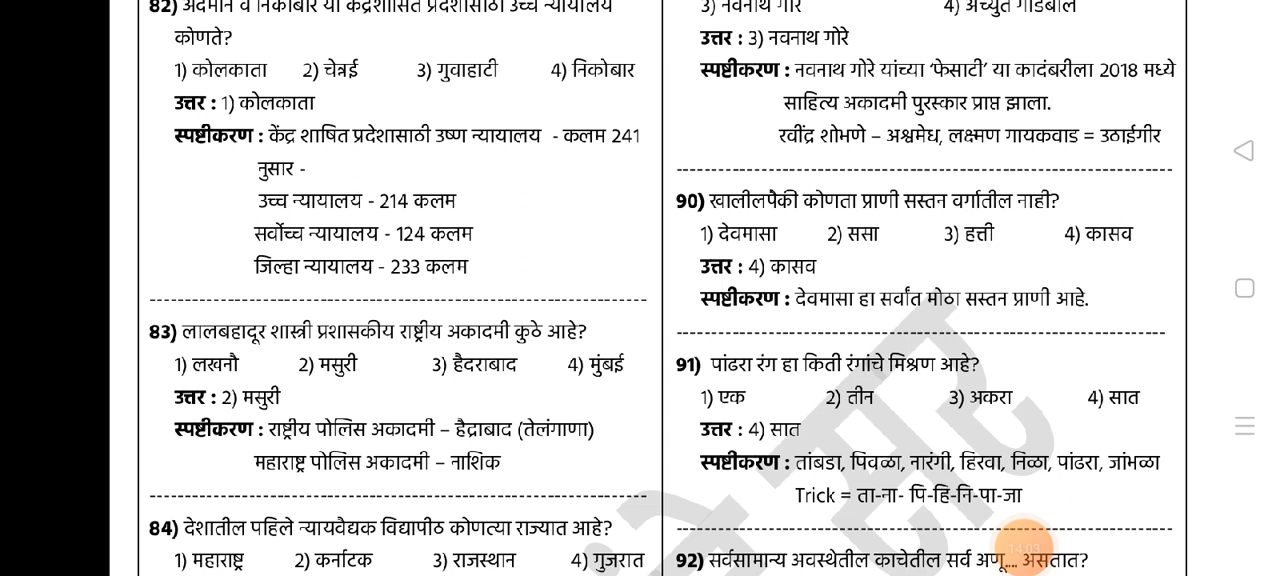 82) अंदमान व निकोबार या केंद्रशासित प्रदेशासाठी उच्च न्यायालय
कोणते?
1) कोलकाता 2) चेन्नई 3) गुवाहाटी 4) निकोबार
उत्तर : 1) कोलकाता
स्पष्टीकरण : केंद्र शाषित प्रदेशासाठी उष्ण न्यायालय - कलम 241
नुसार -
उच्च न्यायालय - 214 कलम
सर्वोच्च न्यायालय - 124 कलम
जिल्हा न्यायालय - 233 कलम
83) लालबहादूर शास्त्री प्रशासकीय राष्ट्रीय अकादमी कुठे आहे?
1) लखनौ 2) मसुरी 3) हैदराबाद 4) मुंबई
उत्तर : 2) मसुरी
स्पष्टीकरण : राष्ट्रीय पोलिस अकादमी – हैद्राबाद (तेलंगाणा)
महाराष्ट्र पोलिस अकादमी – नाशिक
84) देशातील पहिले न्यायवैद्यक विद्यापीठ कोणत्या राज्यात आहे?
1) महाराष्ट्र 2) कर्नाटक 3) राजस्थान 4) गुजरात
3) नवनाथ गोरे 4) अच्युत गोडबोले
उत्तर : 3) नवनाथ गोरे
स्पष्टीकरण : नवनाथ गोरे यांच्या ‘फेसाटी’ या कादंबरीला 2018 मध्ये
साहित्य अकादमी पुरस्कार प्राप्त झाला.
रवींद्र शोभणे – अश्वमेध, लक्ष्मण गायकवाड = उठाईगीर
90) खालीलपैकी कोणता प्राणी सस्तन वर्गातील नाही?
1) देवमासा 2) ससा 3) हत्ती 4) कासव
उत्तर : 4) कासव
स्पष्टीकरण : देवमासा हा सर्वांत मोठा सस्तन प्राणी आहे.
91) पांढरा रंग हा किती रंगांचे मिश्रण आहे?
1) एक 2) तीन 3) अकरा 4) सात
उत्तर : 4) सात
स्पष्टीकरण : तांबडा, पिवळा, नारंगी, हिरवा, निळा, पांढरा, जांभळा
Trick = ता-ना- पि-हि-नि-पा-जा
92) सर्वसामान्य अवस्थेतील काचेतील सर्व अणू.... असतात?
14:03